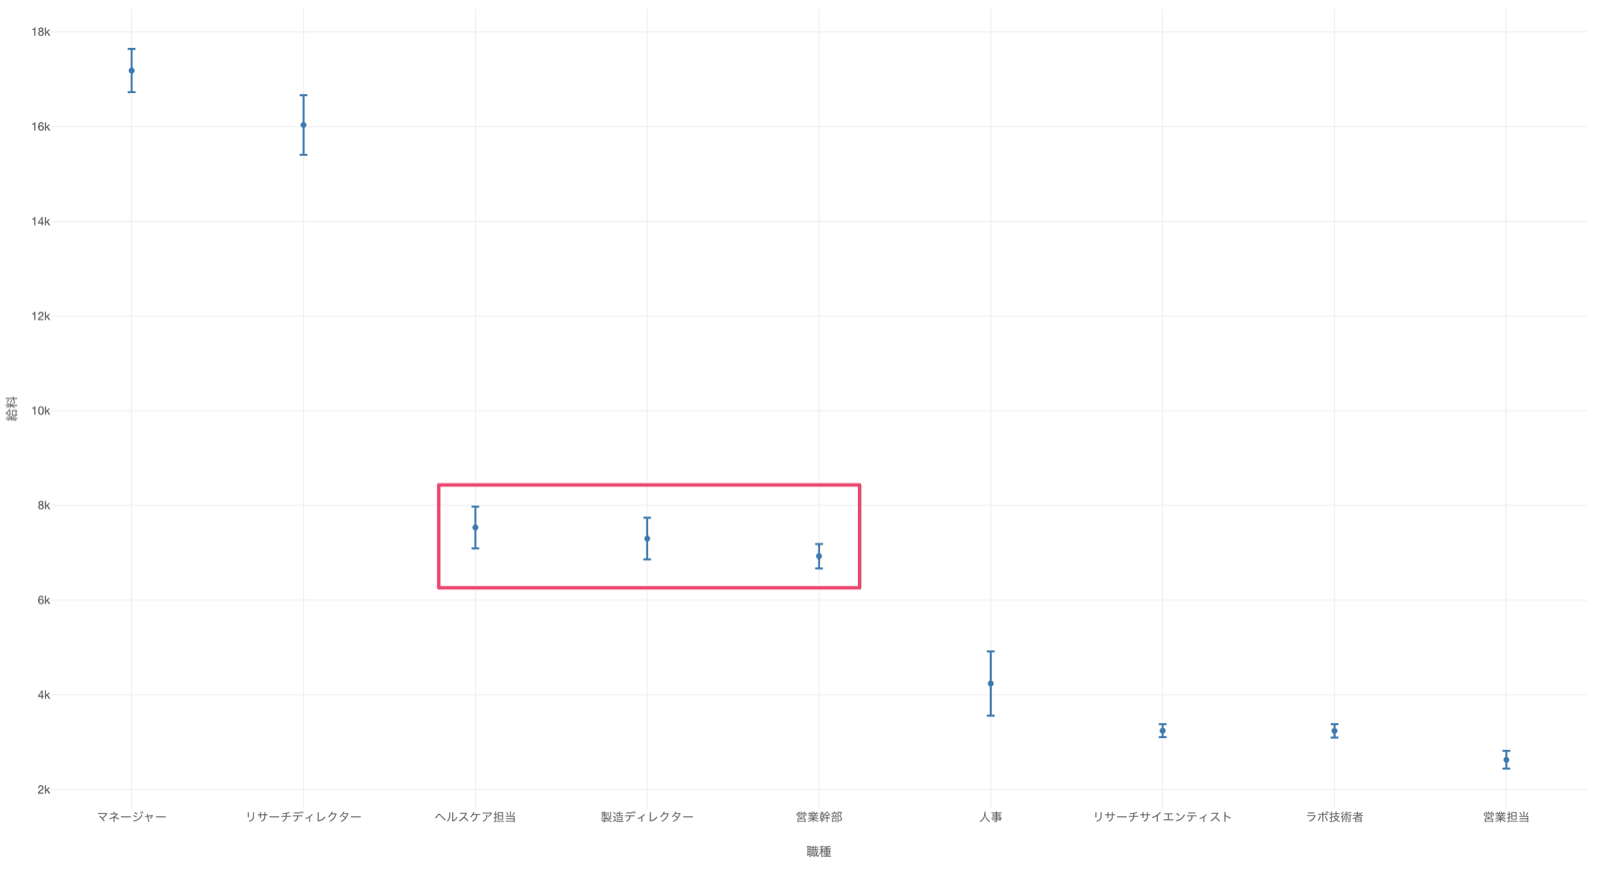 18k
16k
14k
12k
10k
8k
6k
4k
2k
給料
マネージャー
リサーチディレクター
ヘルスケア担当
製造ディレクター
営業幹部
人事
リサーチサイエンティスト
ラボ技術者
営業担当
職種